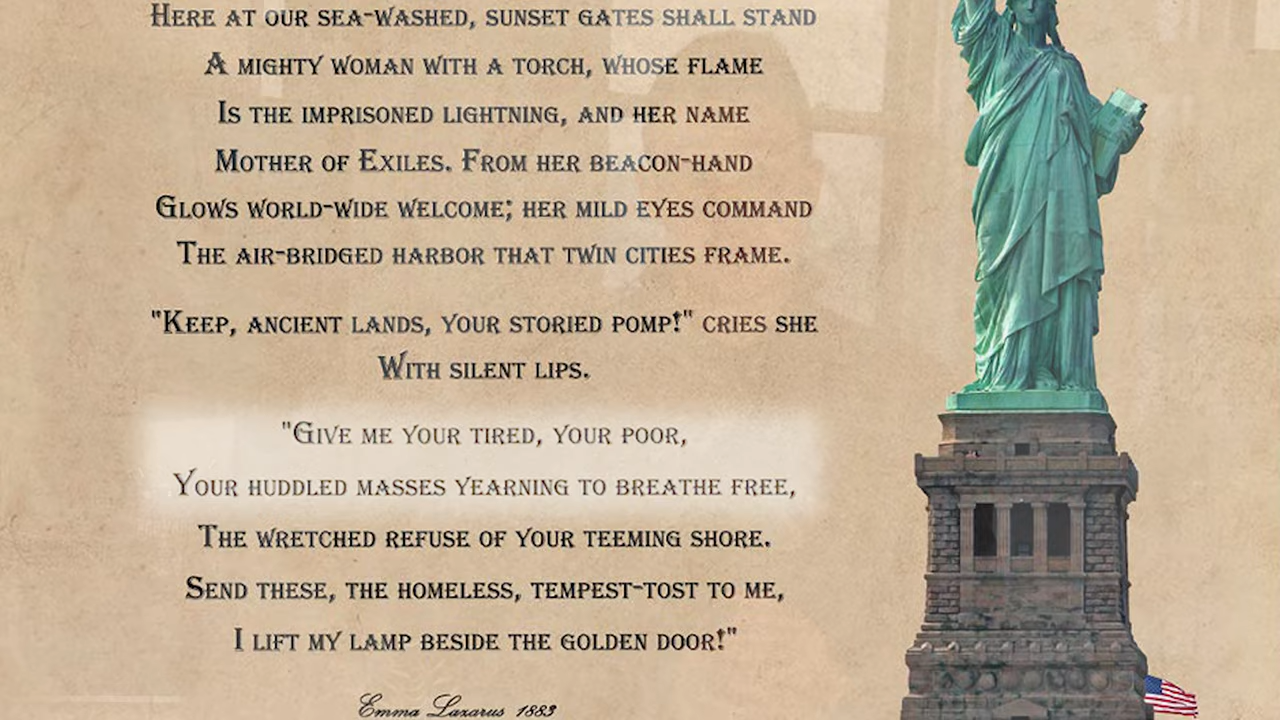 Here at our sea-washed, sunset gates shall stand
A mighty woman with a torch, whose flame
Is the imprisoned lightning, and her name
Mother of Exiles. From her beacon-hand
Glows world-wide welcome; her mild eyes command
The air-bridged harbor that twin cities frame.
"Keep, ancient lands, your storied pomp!" cries she
With silent lips.
"Give me your tired, your poor,
Your huddled masses yearning to breathe free,
The wretched refuse of your teeming shore.
Send these, the homeless, tempest-tost to me,
I lift my lamp beside the golden door!"
Emma Lazarus 1883